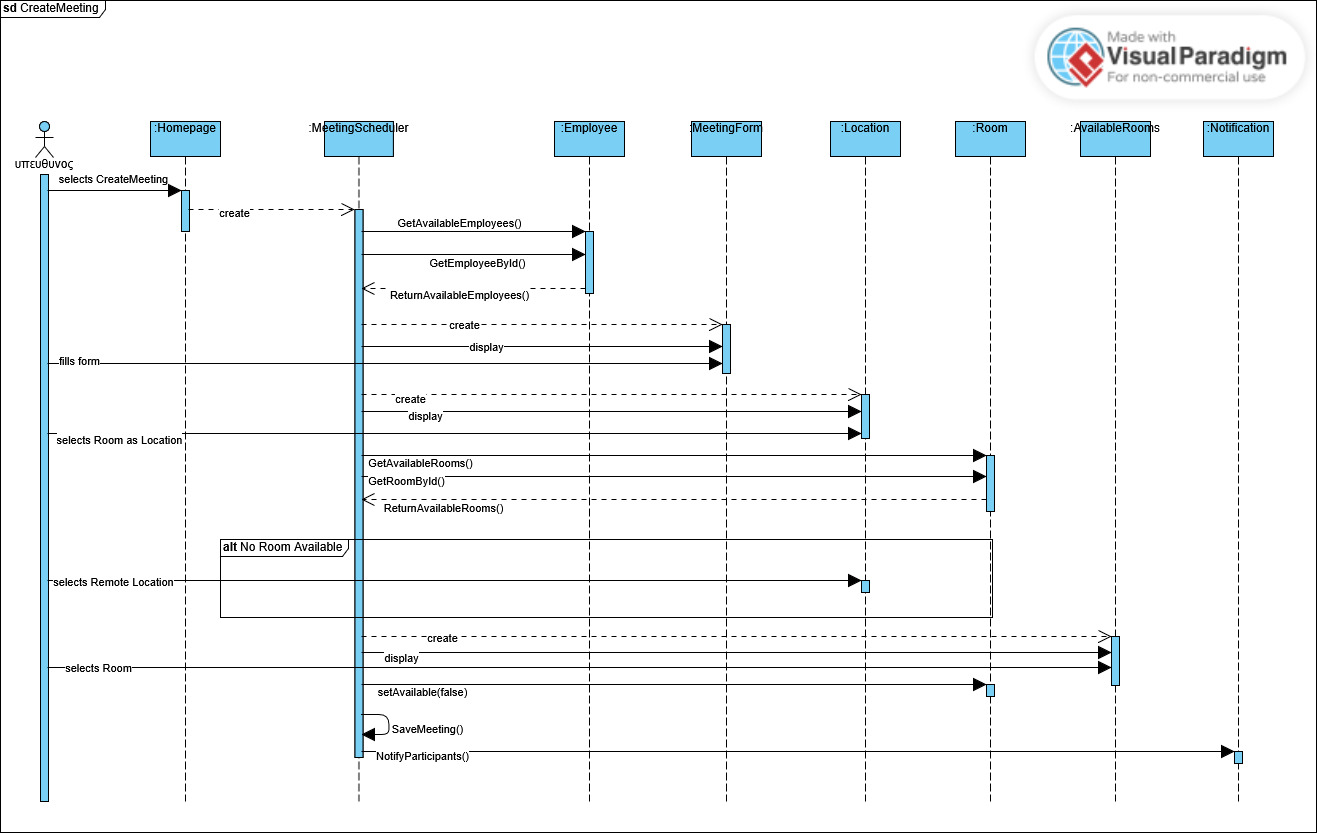 sd CreateMeeting
Made with
Visual Paradigm
For non-commercial use
:Homepage
:MeetingScheduler
:Employee
:MeetingForm
:Location
:Room
:AvailableRooms
:Notification
υπευθυνος
selects CreateMeeting
create
GetAvailableEmployees()
GetEmployeeById()
ReturnAvailableEmployees()
create
display
fills form
create
display
selects Room as Location
GetAvailableRooms()
GetRoomById()
ReturnAvailableRooms()
alt No Room Available
selects Remote Location
create
display
selects Room
setAvailable(false)
SaveMeeting()
NotifyParticipants()